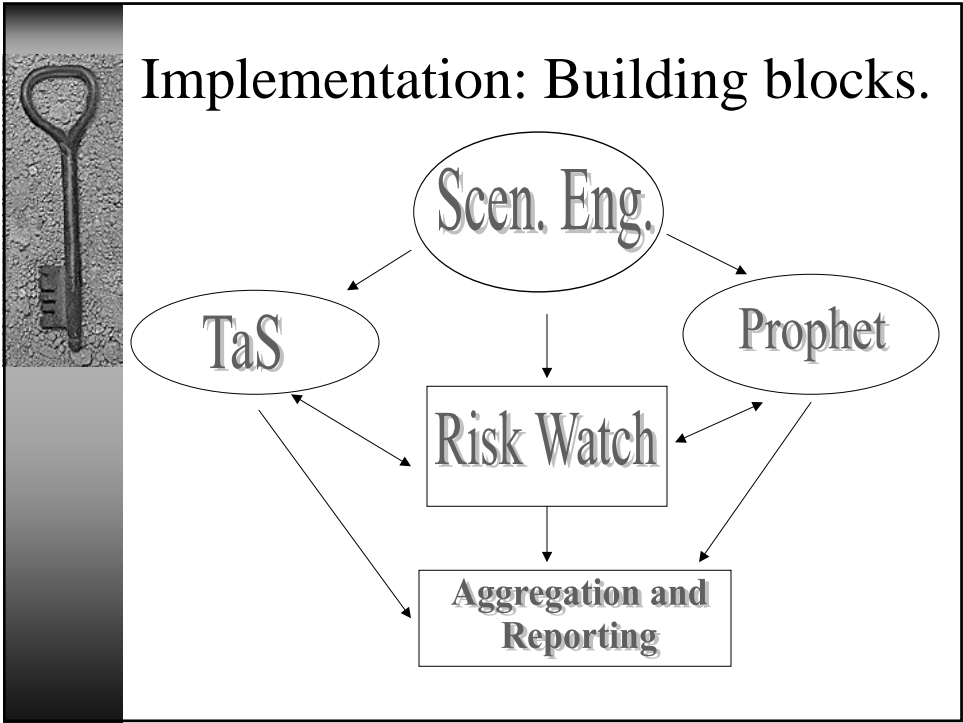 Implementation: Building blocks.
Scen. Eng.
TaS
Prophet
Risk Watch
Aggregation and
Reporting